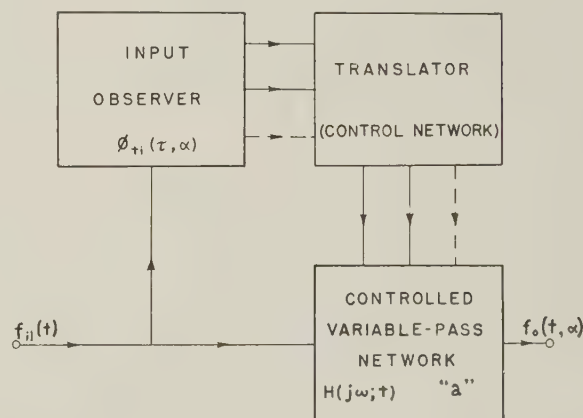 INPUT
OBSERVER
ø₊ᵢ(τ,α)
TRANSLATOR
(CONTROL NETWORK)
fᵢ₁(t)
CONTROLLED
VARIABLE-PASS
NETWORK
H(jω;t) "a"
fₒ(t,α)